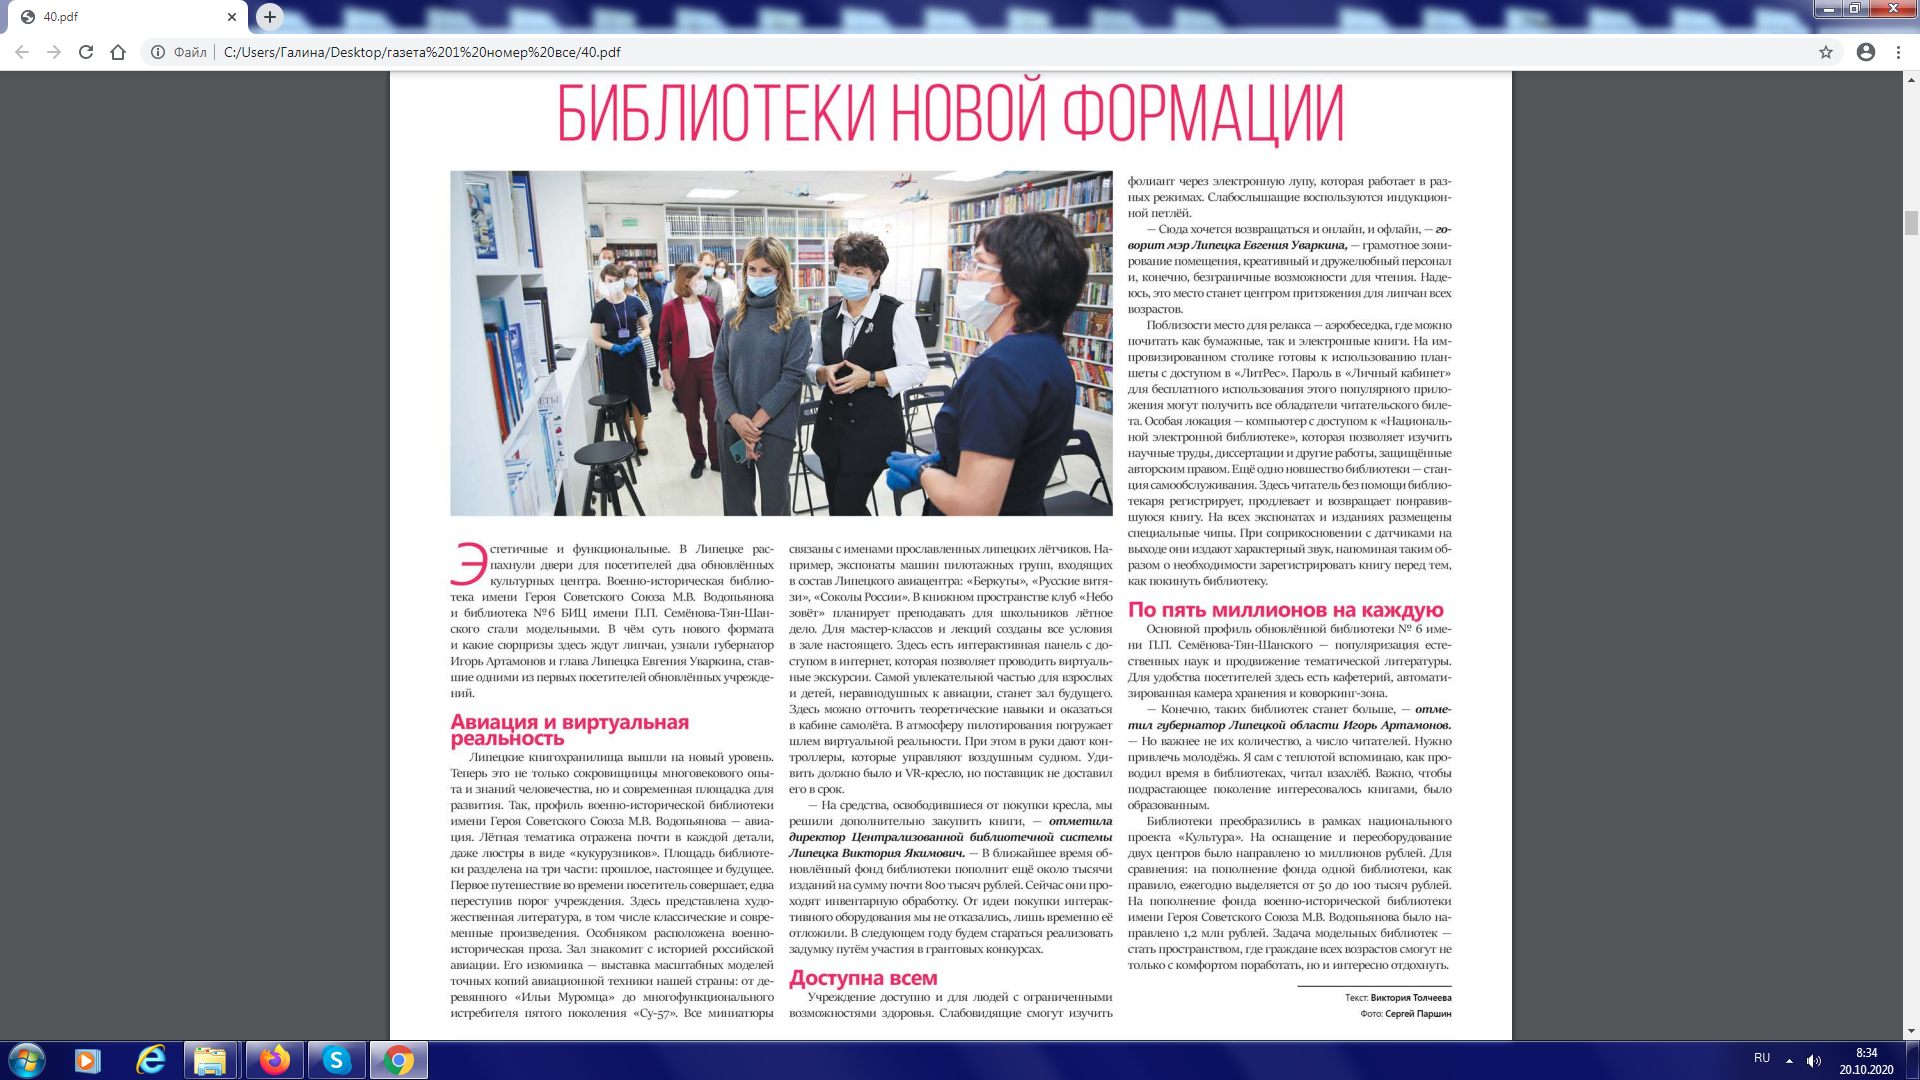 40.pdf
Файл
C:/Users/Галина/Desktop/газета%201%20номер%20все/40.pdf
БИБЛИОТЕКИ НОВОЙ ФОРМАЦИИ
Эстетичные и функциональные. В Липецке рас-
пахнули двери для посетителей два обновлённых
культурных центра. Военно-историческая библио-
тека имени Героя Советского Союза М.В. Водопьянова
и библиотека №6 БИЦ имени П.П. Семёнова-Тян-Шан-
ского стали модельными. В чём суть нового формата
и какие сюрпризы здесь ждут липчан, узнали губернатор
Игорь Артамонов и глава Липецка Евгения Уваркина, став-
шие одними из первых посетителей обновлённых учрежде-
ний.
Авиация и виртуальная
реальность
Липецкие книгохранилища вышли на новый уровень.
Теперь это не только сокровищницы многовекового опы-
та и знаний человечества, но и современная площадка для
развития. Так, профиль военно-исторической библиотеки
имени Героя Советского Союза М.В. Водопьянова — авиа-
ция. Лётная тематика отражена почти в каждой детали,
даже люстры в виде «кукурузников». Площадь библиоте-
ки разделена на три части: прошлое, настоящее и будущее.
Первое путешествие во времени посетитель совершает, едва
переступив порог учреждения. Здесь представлена худо-
жественная литература, в том числе классические и совре-
менные произведения. Особняком расположена военно-
историческая проза. Зал знакомит с историей российской
авиации. Его изюминка — выставка масштабных моделей
точных копий авиационной техники нашей страны: от де-
ревянного «Ильи Муромца» до многофункционального
истребителя пятого поколения «Су-57». Все миниатюры
связаны с именами прославленных липецких лётчиков. На-
пример, экспонаты машин пилотажных групп, входящих
в состав Липецкого авиацентра: «Беркуты», «Русские витя-
зи», «Соколы России». В книжном пространстве клуб «Небо
зовёт» планирует преподавать для школьников лётное
дело. Для мастер-классов и лекций созданы все условия
в зале настоящего. Здесь есть интерактивная панель с до-
ступом в интернет, которая позволяет проводить виртуаль-
ные экскурсии. Самой увлекательной частью для взрослых
и детей, неравнодушных к авиации, станет зал будущего.
Здесь можно отточить теоретические навыки и оказаться
в кабине самолёта. В атмосферу пилотирования погружает
шлем виртуальной реальности. При этом в руки дают кон-
троллеры, которые управляют воздушным судном. Уди-
вить должно было и VR-кресло, но поставщик не доставил
его в срок.
— На средства, освободившиеся от покупки кресла, мы
решили дополнительно закупить книги, — отметила
директор Централизованной библиотечной системы
Липецка Виктория Якимович. — В ближайшее время об-
новлённый фонд библиотеки пополнит ещё около тысячи
изданий на сумму почти 800 тысяч рублей. Сейчас они про-
ходят инвентарную обработку. От идеи покупки интерак-
тивного оборудования мы не отказались, лишь временно её
отложили. В следующем году будем стараться реализовать
задумку путём участия в грантовых конкурсах.
Доступна всем
Учреждение доступно и для людей с ограниченными
возможностями здоровья. Слабовидящие смогут изучить
фолиант через электронную лупу, которая работает в раз-
ных режимах. Слабослышащие воспользуются индукцион-
ной петлёй.
— Сюда хочется возвращаться и онлайн, и офлайн, — го-
ворит мэр Липецка Евгения Уваркина, — грамотное зони-
рование помещения, креативный и дружелюбный персонал
и, конечно, безграничные возможности для чтения. Наде-
юсь, это место станет центром притяжения для липчан всех
возрастов.
Поблизости место для релакса — аэробеседка, где можно
почитать как бумажные, так и электронные книги. На им-
провизированном столике готовы к использованию план-
шеты с доступом в «ЛитРес». Пароль в «Личный кабинет»
для бесплатного использования этого популярного прило-
жения могут получить все обладатели читательского биле-
та. Особая локация — компьютер с доступом к «Националь-
ной электронной библиотеке», которая позволяет изучить
научные труды, диссертации и другие работы, защищённые
авторским правом. Ещё одно новшество библиотеки — стан-
ция самообслуживания. Здесь читатель без помощи библио-
текаря регистрирует, продлевает и возвращает понравив-
шуюся книгу. На всех экспонатах и изданиях размещены
специальные чипы. При соприкосновении с датчиками на
выходе они издают характерный звук, напоминая таким об-
разом о необходимости зарегистрировать книгу перед тем,
как покинуть библиотеку.
По пять миллионов на каждую
Основной профиль обновлённой библиотеки № 6 име-
ни П.П. Семёнова-Тян-Шанского — популяризация есте-
ственных наук и продвижение тематической литературы.
Для удобства посетителей здесь есть кафетерий, автомати-
зированная камера хранения и коворкинг-зона.
— Конечно, таких библиотек станет больше, — отме-
тил губернатор Липецкой области Игорь Артамонов.
— Но важнее не их количество, а число читателей. Нужно
привлечь молодёжь. Я сам с теплотой вспоминаю, как про-
водил время в библиотеках, читал взахлёб. Важно, чтобы
подрастающее поколение интересовалось книгами, было
образованным.
Библиотеки преобразились в рамках национального
проекта «Культура». На оснащение и переоборудование
двух центров было направлено 10 миллионов рублей. Для
сравнения: на пополнение фонда одной библиотеки, как
правило, ежегодно выделяется от 50 до 100 тысяч рублей.
На пополнение фонда военно-исторической библиотеки
имени Героя Советского Союза М.В. Водопьянова было на-
правлено 1,2 млн рублей. Задача модельных библиотек —
стать пространством, где граждане всех возрастов смогут не
только с комфортом поработать, но и интересно отдохнуть.
Текст: Виктория Толчеева
Фото: Сергей Паршин
RU
8:34
20.10.2020